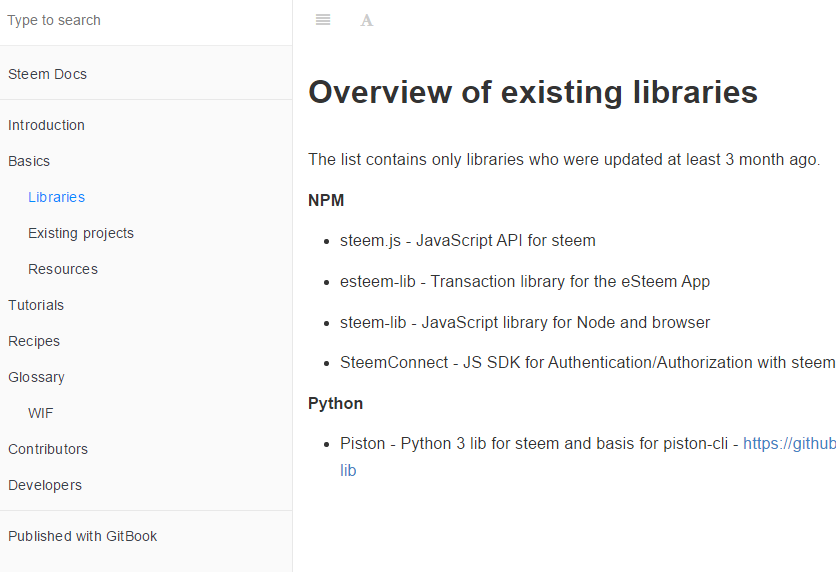 Type to search
Steem Docs
Introduction
Basics
Libraries
Existing projects
Resources
Tutorials
Recipes
Glossary
WIF
Contributors
Developers
Published with GitBook
A
Overview of existing libraries
The list contains only libraries who were updated at least 3 month ago.
NPM
• steem.js - JavaScript API for steem
• esteem-lib - Transaction library for the eSteem App
• steem-lib - JavaScript library for Node and browser
• SteemConnect - JS SDK for Authentication/Authorization with steem
Python
• Piston - Python 3 lib for steem and basis for piston-cli - https://github
lib